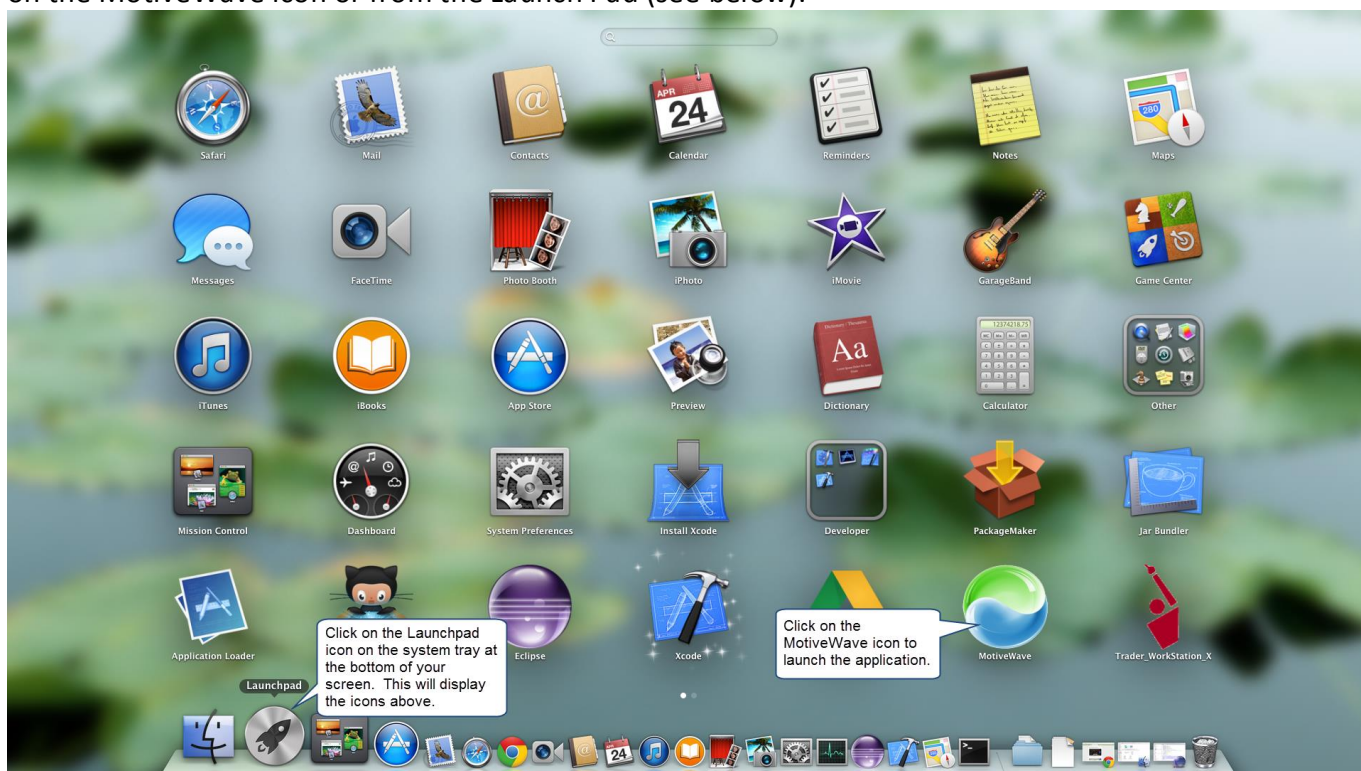 on the MotiveWave icon or from the Launch Pad (see below):
APR
24
280
Safari
Mail
Contacts
Calendar
Reminders
Notes
Maps
Messages
FaceTime
Photo Booth
iPhoto
iMovie
GarageBand
Game Center
12374218.75
Aa
iTunes
iBooks
App Store
Preview
Dictionary
Calculator
Other
Mission Control
Dashboard
System Preferences
Install Xcode
Developer
PackageMaker
Jar Bundler
Click on the Launchpad
icon on the system tray at
the bottom of your
screen. This will display
the icons above.
Click on the
MotiveWave icon to
launch the application.
Application Loader
Eclipse
Xcode
MotiveWave
Trader_WorkStation_X
Launchpad
24